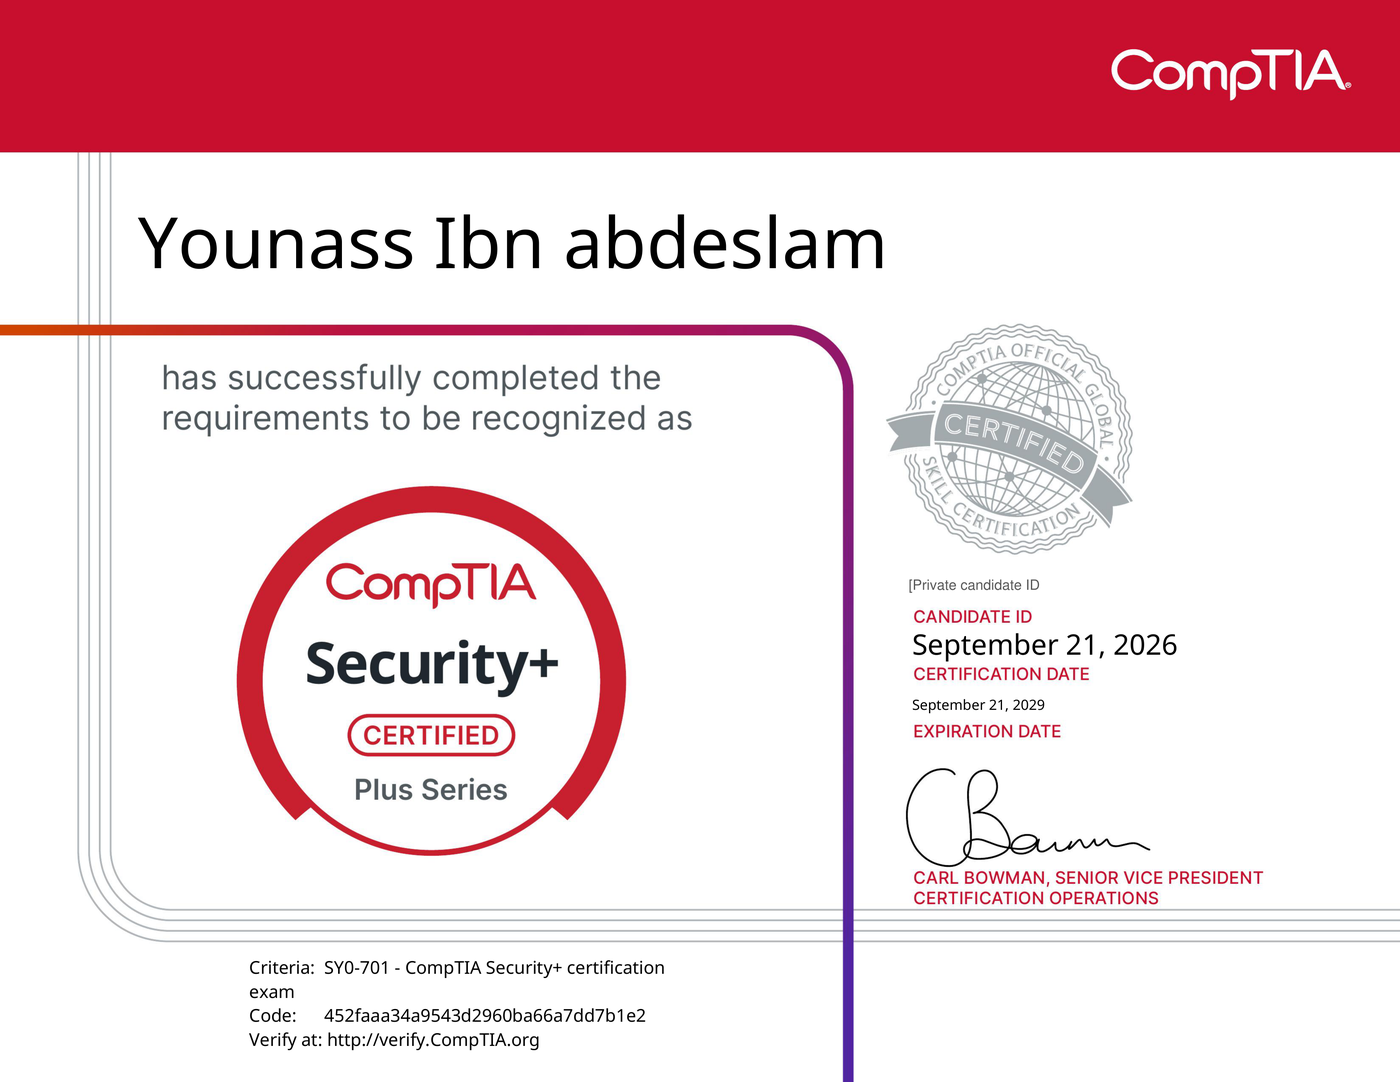 CompTIA®
Younass Ibn abdeslam
has successfully completed the
requirements to be recognized as
COMPTIA OFFICIAL GLOBAL
CERTIFIED
SKILL CERTIFICATION
CompTIA
Security+
CERTIFIED
Plus Series
[Private candidate ID
CANDIDATE ID
September 21, 2026
CERTIFICATION DATE
September 21, 2029
EXPIRATION DATE
CBowman
CARL BOWMAN, SENIOR VICE PRESIDENT
CERTIFICATION OPERATIONS
Criteria: SY0-701 - CompTIA Security+ certification
exam
Code: 452faaa34a9543d2960ba66a7dd7b1e2
Verify at: http://verify.CompTIA.org